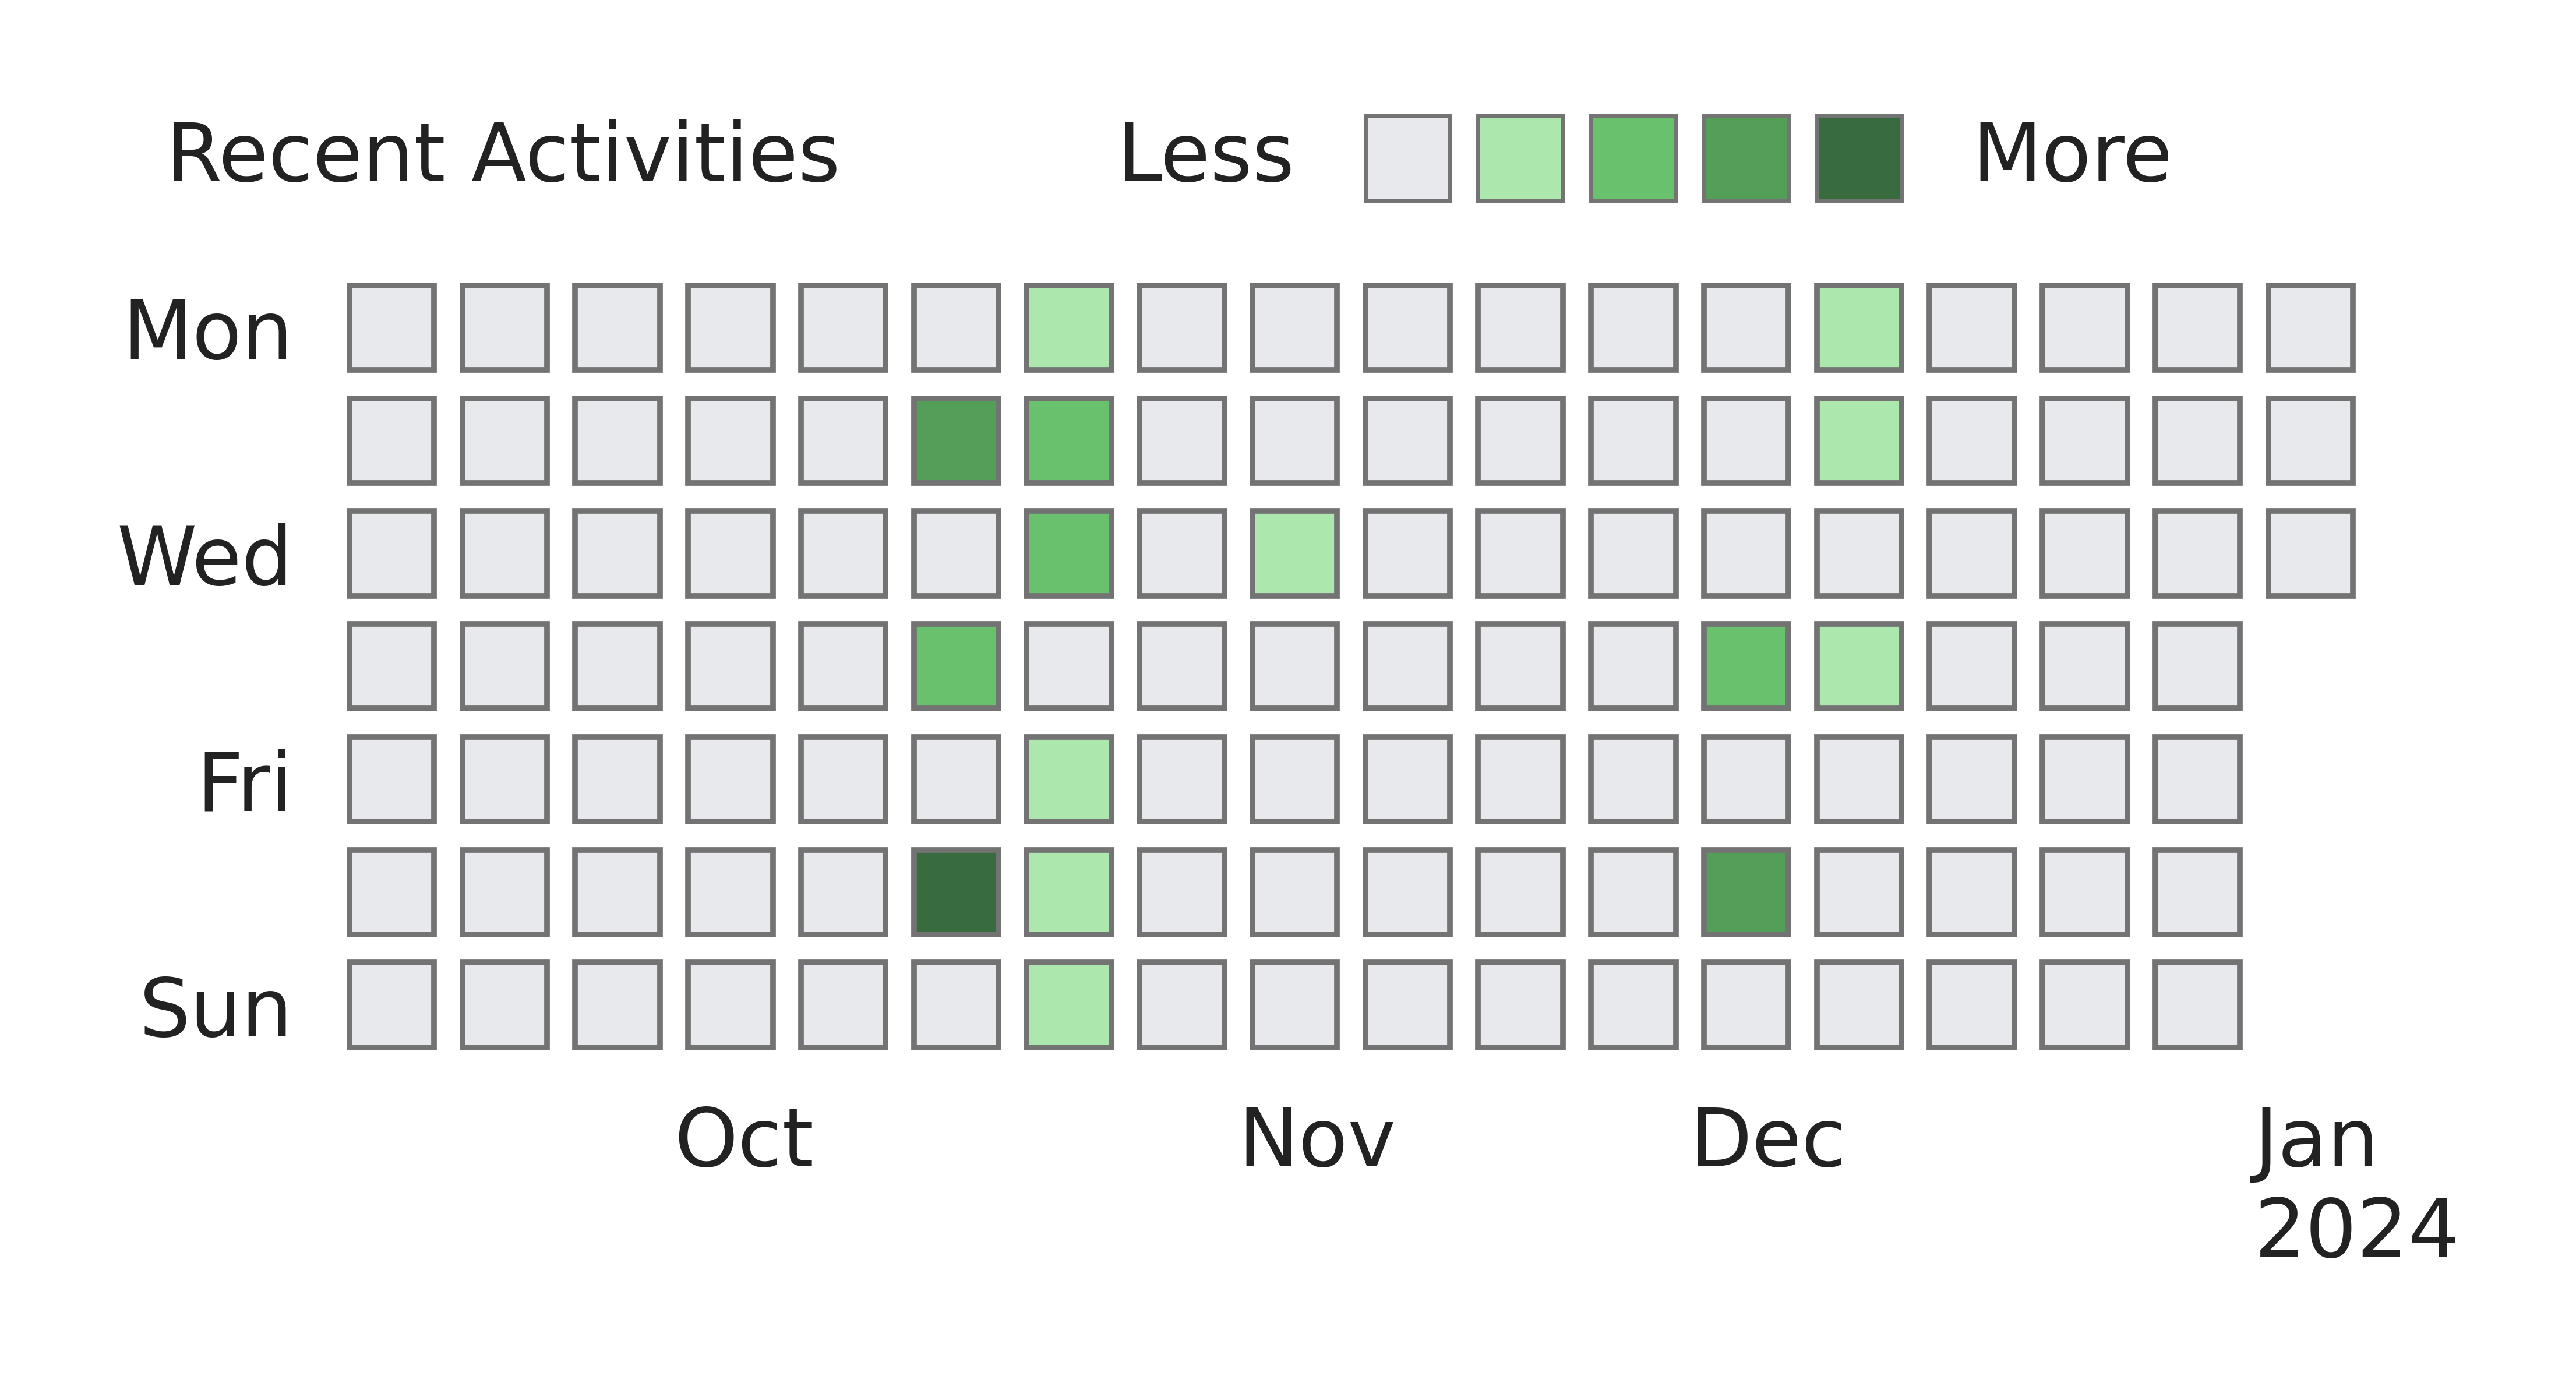 Recent Activities
Less
More
Mon
Wed
Fri
Sun
Oct
Nov
Dec
Jan
2024